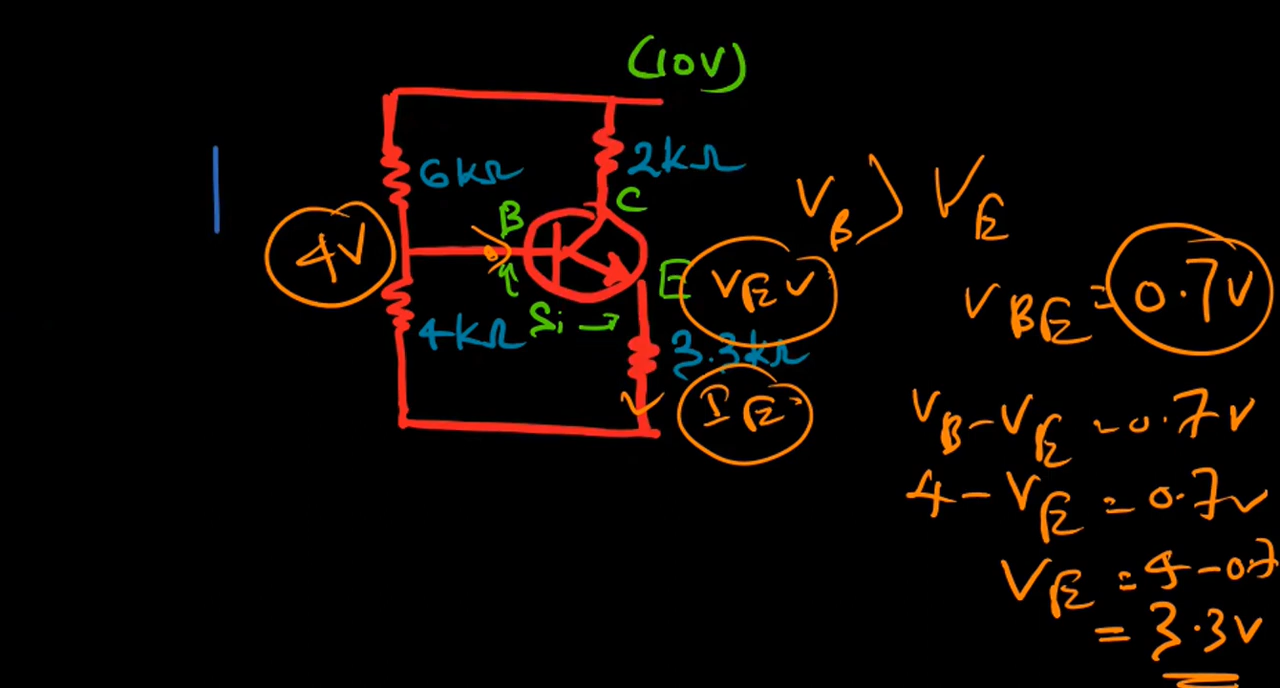 (10V)
6kΩ
2kΩ
B
C
4V
E
VE V
Si →
4kΩ
3.3kΩ
IE
VB > VE
VBE = 0.7V
VB - VE = 0.7V
4 - VE = 0.7V
VE = 4 - 0.7
= 3.3V